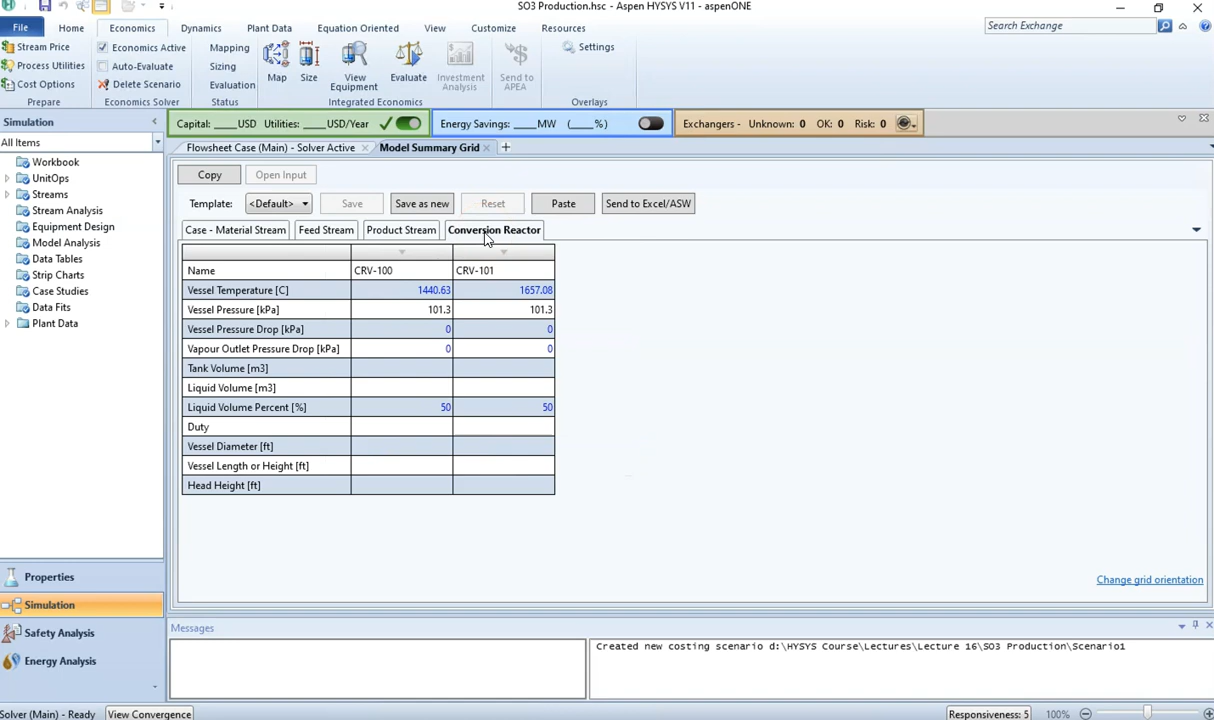 SO3 Production.hsc - Aspen HYSYS V11 - aspenONE
File Home Economics Dynamics Plant Data Equation Oriented View Customize Resources
Search Exchange
Stream Price
Process Utilities
Cost Options
Prepare
Economics Active
Auto-Evaluate
Delete Scenario
Economics Solver
Mapping
Sizing
Evaluation
Status
Map
Size
View
Equipment
Evaluate
Investment
Analysis
Integrated Economics
Send to
APEA
Settings
Overlays
Capital: ____USD Utilities: ____USD/Year
Energy Savings: ____MW (____%)
Exchangers - Unknown: 0 OK: 0 Risk: 0
Simulation
All Items
Workbook
UnitOps
Streams
Stream Analysis
Equipment Design
Model Analysis
Data Tables
Strip Charts
Case Studies
Data Fits
Plant Data
Properties
Simulation
Safety Analysis
Energy Analysis
Flowsheet Case (Main) - Solver Active
Model Summary Grid
Copy Open Input
Template: <Default> Save Save as new Reset Paste Send to Excel/ASW
Case - Material Stream Feed Stream Product Stream Conversion Reactor
Name CRV-100 CRV-101
Vessel Temperature [C] 1440.63 1657.08
Vessel Pressure [kPa] 101.3 101.3
Vessel Pressure Drop [kPa] 0 0
Vapour Outlet Pressure Drop [kPa] 0 0
Tank Volume [m3]
Liquid Volume [m3]
Liquid Volume Percent [%] 50 50
Duty
Vessel Diameter [ft]
Vessel Length or Height [ft]
Head Height [ft]
Change grid orientation
Messages
Created new costing scenario d:\HYSYS Course\Lectures\Lecture 16\SO3 Production\Scenario1
Solver (Main) - Ready View Convergence Responsiveness: 5 100%